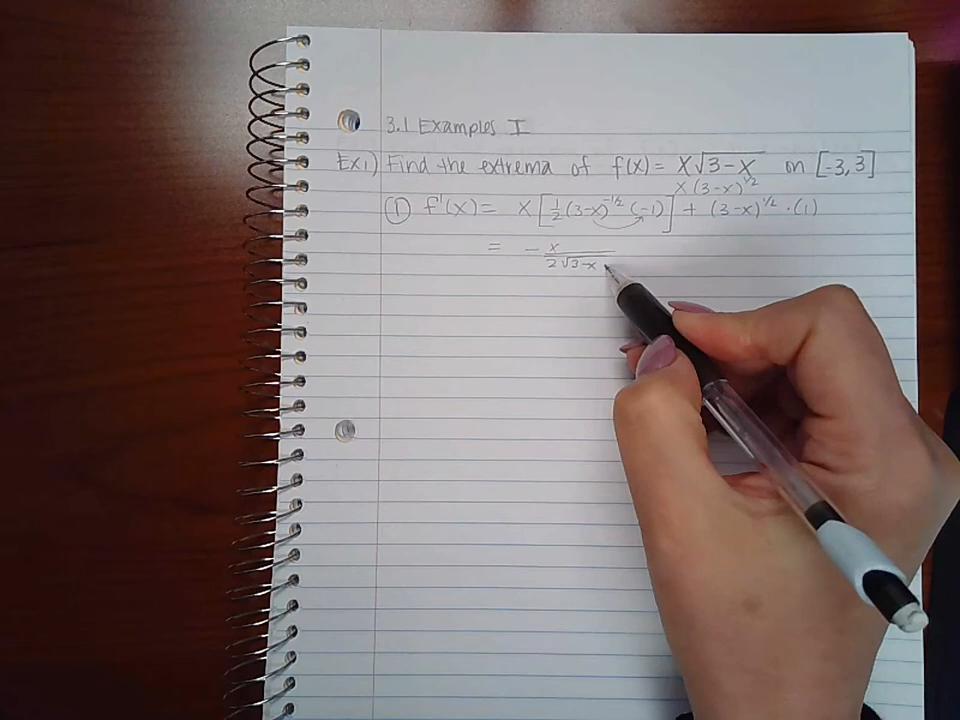 3.1 Examples I
Ex1) Find the extrema of f(x) = x√3-x on [-3,3]
x(3-x)^1/2
① f'(x) = x[1/2(3-x)^-1/2(-1)] + (3-x)^1/2·(1)
= -x/2√3-x